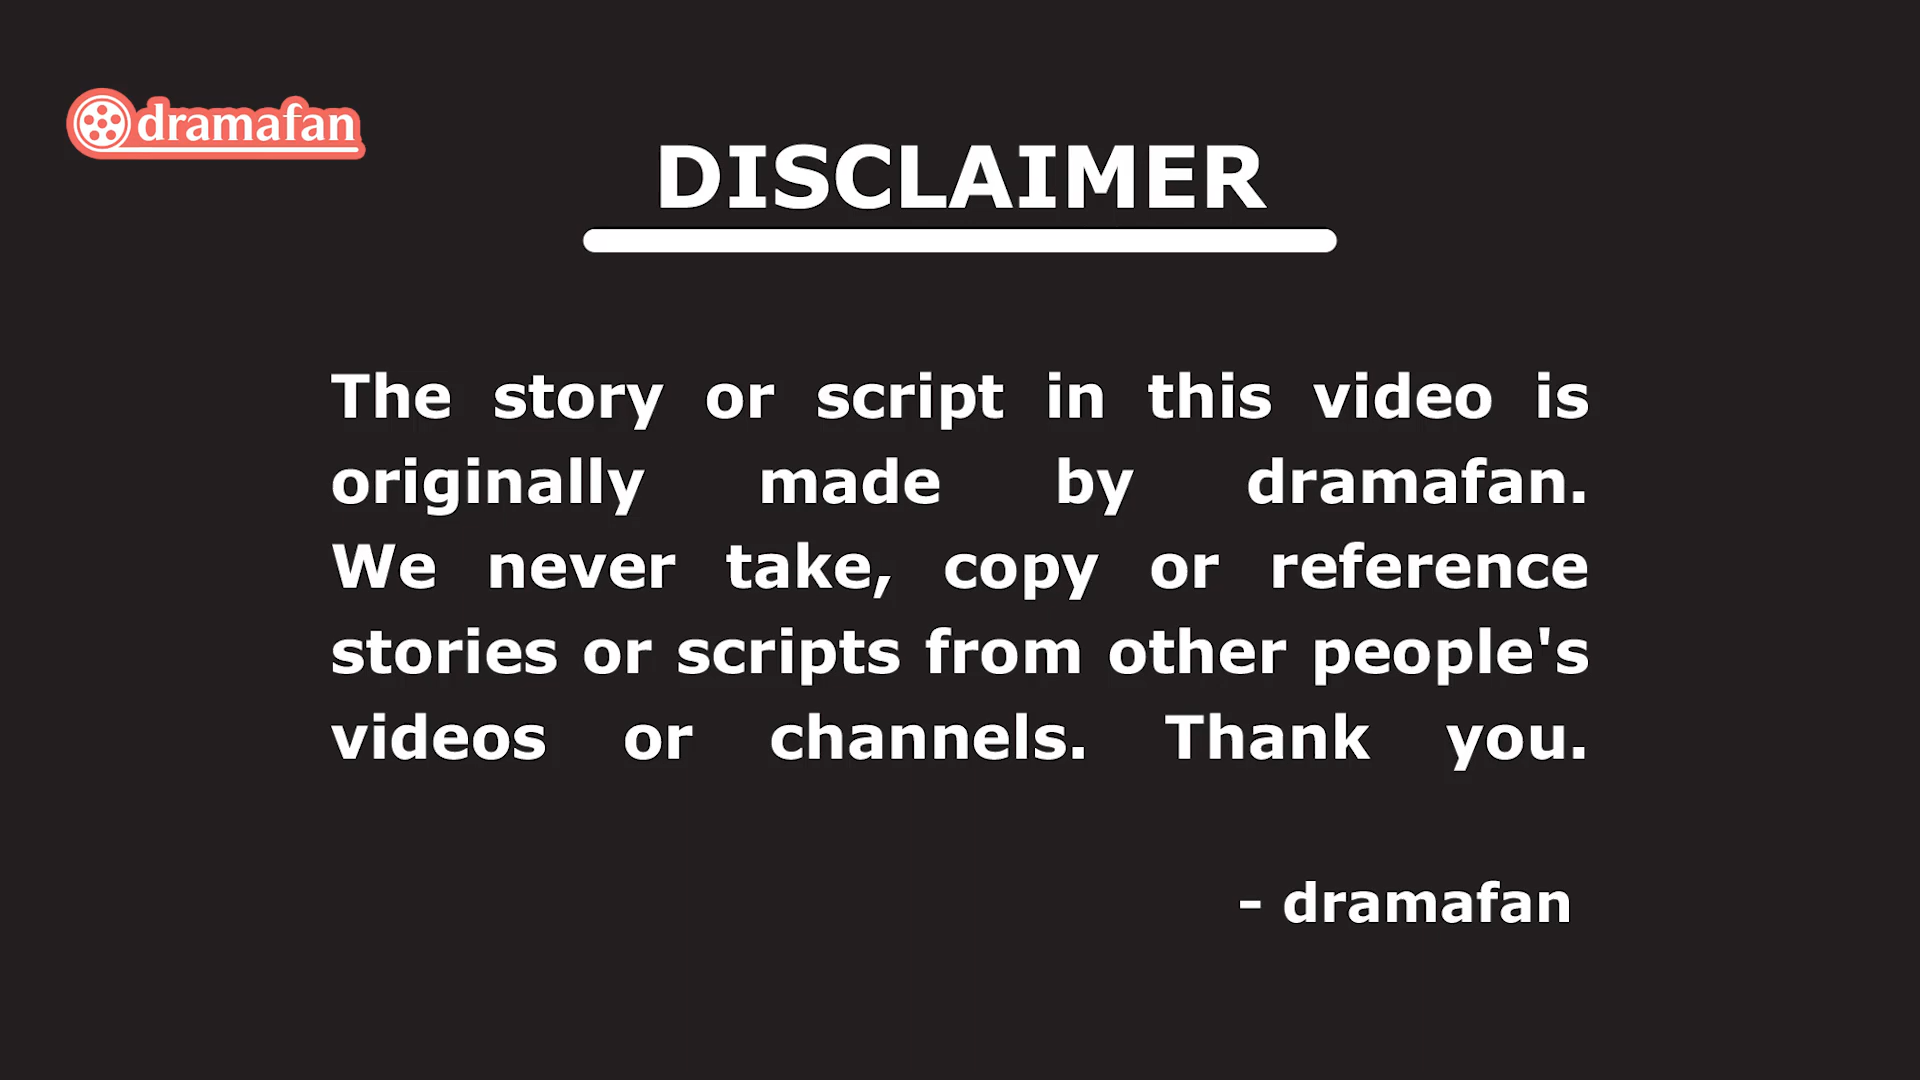 dramafan
DISCLAIMER
The story or script in this video is
originally made by dramafan.
We never take, copy or reference
stories or scripts from other people's
videos or channels. Thank you.
- dramafan